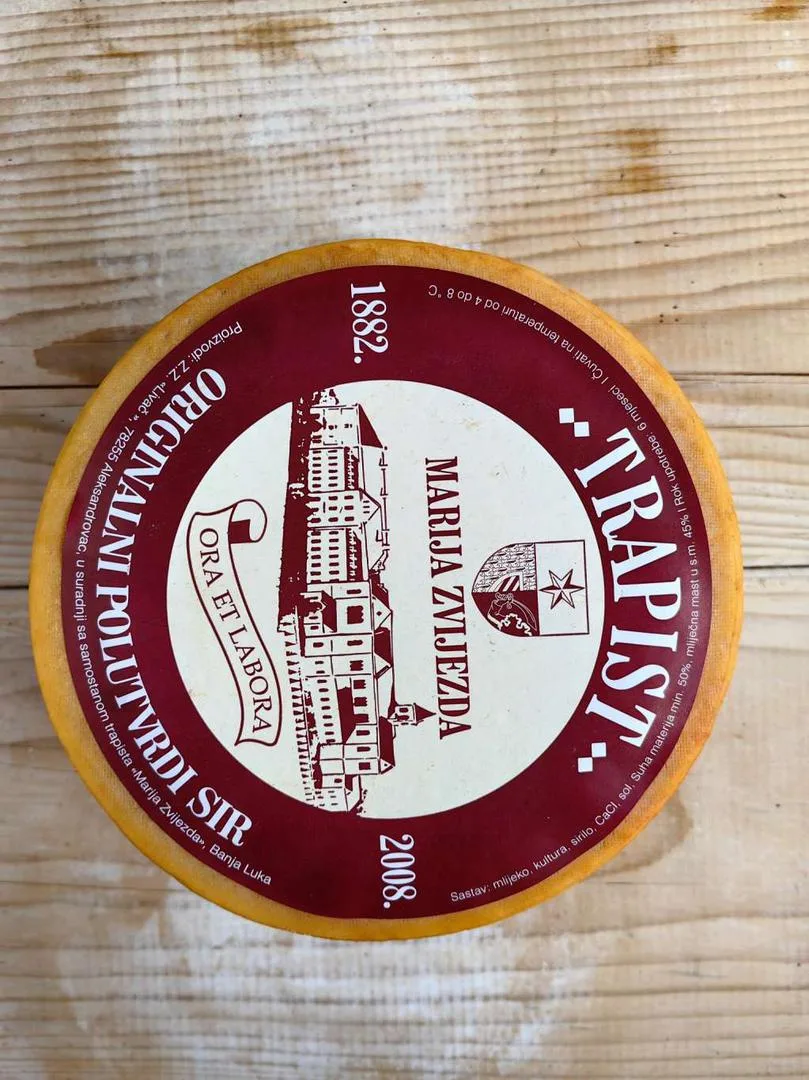 TRAPIST
Sastav: mlijeko, kultura, sirilo, CaCl, sol, Suha materija min. 50%, mliječna mast u s.m. 45% | Rok upotrebe: 6 mjeseci | Čuvati na temperaturi od 4 do 8 °C
MARIJA ZVIJEZDA
1882.
2008.
ORA ET LABORA
ORIGINALNI POLUTVRDI SIR
Proizvodi: Z.Z. «Livač», 78255 Aleksandrovac, u suradnji sa samostanom trapista «Marija Zvijezda», Banja Luka